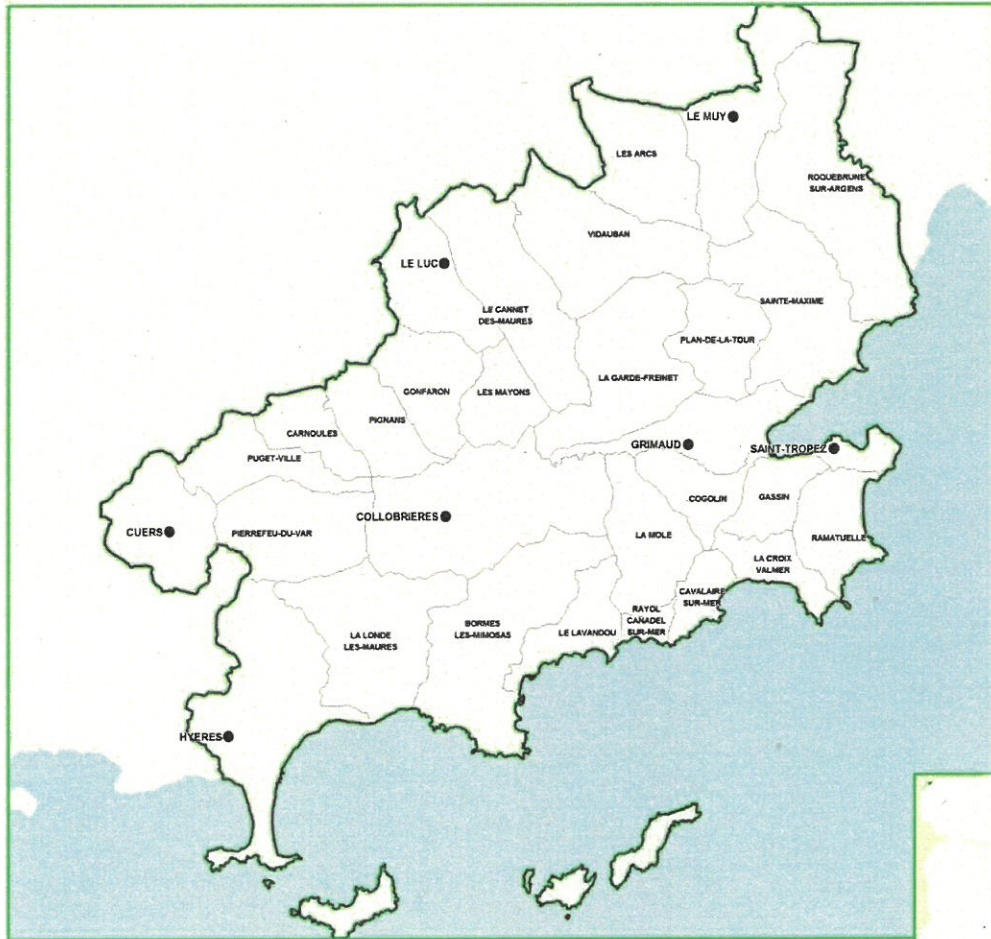 LE MUY
LES ARCS
ROQUEBRUNE
SUR-ARGENS
VIDAUBAN
LE LUC
SAINTE-MAXIME
LE CANNET
DES-MAURES
PLAN-DE-LA-TOUR
LA GARDE-FREINET
GONFARON
LES MAYONS
PIGNANS
CARNOULES
GRIMAUD
SAINT-TROPEZ
PUGET-VILLE
COGOLIN
GASSIN
COLLOBRIERES
CUERS
PIERREFEU-DU-VAR
LA MOLE
RAMATUELLE
LA CROIX
VALMER
CAVALAIRE
SUR-MER
RAYOL
CANADEL
SUR-MER
BORMES
LES-MIMOSAS
LE LAVANDOU
LA LONDE
LES-MAURES
HYERES